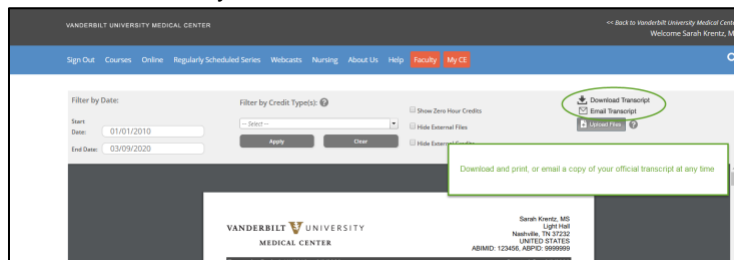 VANDERBILT UNIVERSITY MEDICAL CENTER
<< Back to Vanderbilt University Medical Cente
Welcome Sarah Krentz, M
Sign Out Courses Online Regularly Scheduled Series Webcasts Nursing About Us Help Faculty My CE
Filter by Date:
Start
Date: 01/01/2010
End Date: 03/09/2020
Filter by Credit Type(s):
-- Select --
Apply Clear
Show Zero Hour Credits
Hide External Files
Hide External Credits
Download Transcript
Email Transcript
Upload Files
Download and print, or email a copy of your official transcript at any time
VANDERBILT V UNIVERSITY
MEDICAL CENTER
Sarah Krentz, MS
Light Hall
Nashville, TN 37232
UNITED STATES
ABIMID: 123456, ABPID: 9999999